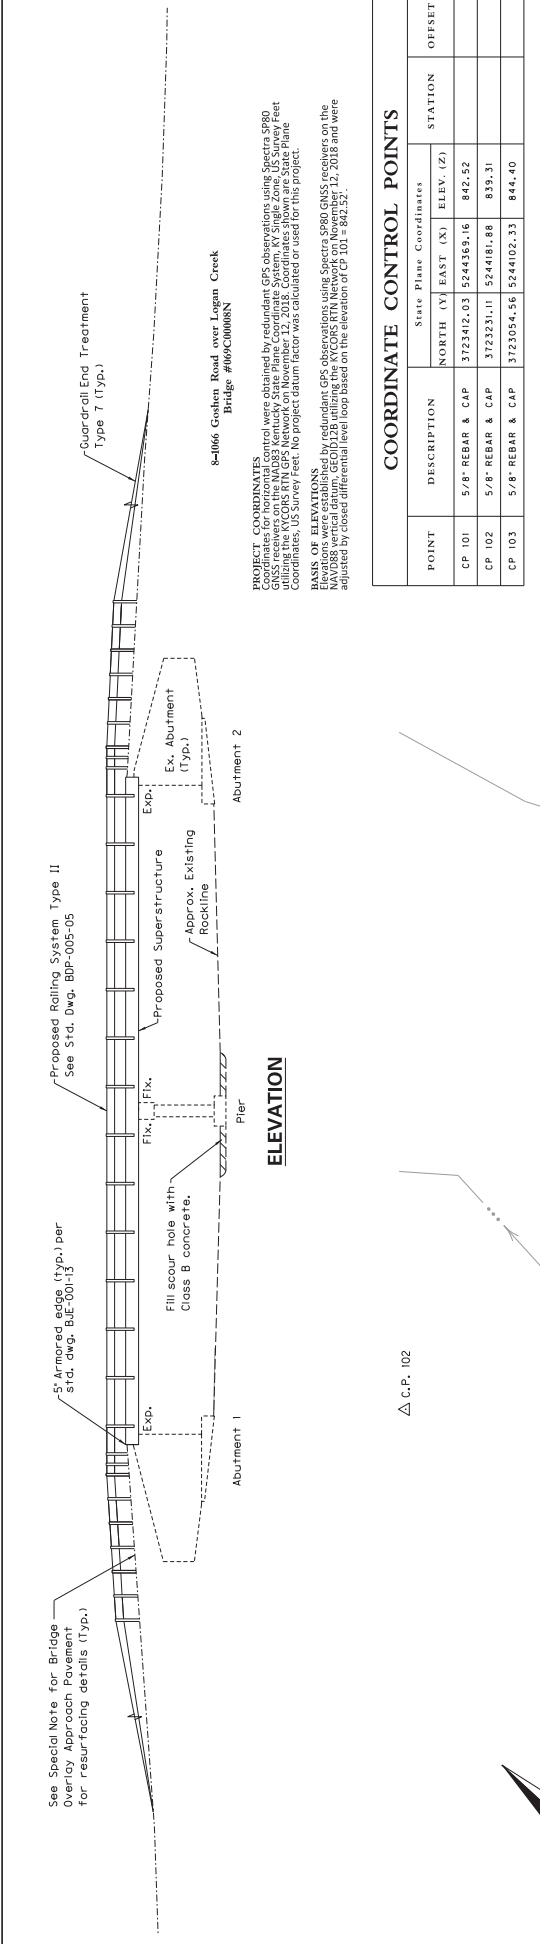 See Special Note for Bridge
Overlay Approach Pavement
for resurfacing details (Typ.)
5" Armored edge (typ.) per
std. dwg. BJE-001-13
Proposed Railing System Type II
See Std. Dwg. BDP-005-05
Guardrail End Treatment
Type 7 (Typ.)
Exp.
Fix.
Fix.
Exp.
Ex. Abutment
(Typ.)
Fill scour hole with
Class B concrete.
Proposed Superstructure
Approx. Existing
Rockline
Abutment 1
Pier
Abutment 2
ELEVATION
8-1066 Goshen Road over Logan Creek
Bridge #069C00008N
PROJECT COORDINATES
Coordinates for horizontal control were obtained by redundant GPS observations using Spectra SP80
GNSS receivers on the NAD83 Kentucky State Plane Coordinate System, KY Single Zone, US Survey Feet
utilizing the KYCORS RTN GPS Network on November 12, 2018. Coordinates shown are State Plane
Coordinates, US Survey Feet. No project datum factor was calculated or used for this project.
BASIS OF ELEVATIONS
Elevations were established by redundant GPS observations using Spectra SP80 GNSS receivers on the
NAVD88 vertical datum, GEOID12B utilizing the KYCORS RTN Network on November 12, 2018 and were
adjusted by closed differential level loop based on the elevation of CP 101 = 842.52'.
COORDINATE CONTROL POINTS
POINT DESCRIPTION State Plane Coordinates STATION OFFSET
NORTH (Y) EAST (X) ELEV. (Z)
CP 101 5/8" REBAR & CAP 3723412.03 5244369.16 842.52
CP 102 5/8" REBAR & CAP 3723231.11 5244181.88 839.31
CP 103 5/8" REBAR & CAP 3723054.56 5244102.33 844.40
C.P. 102